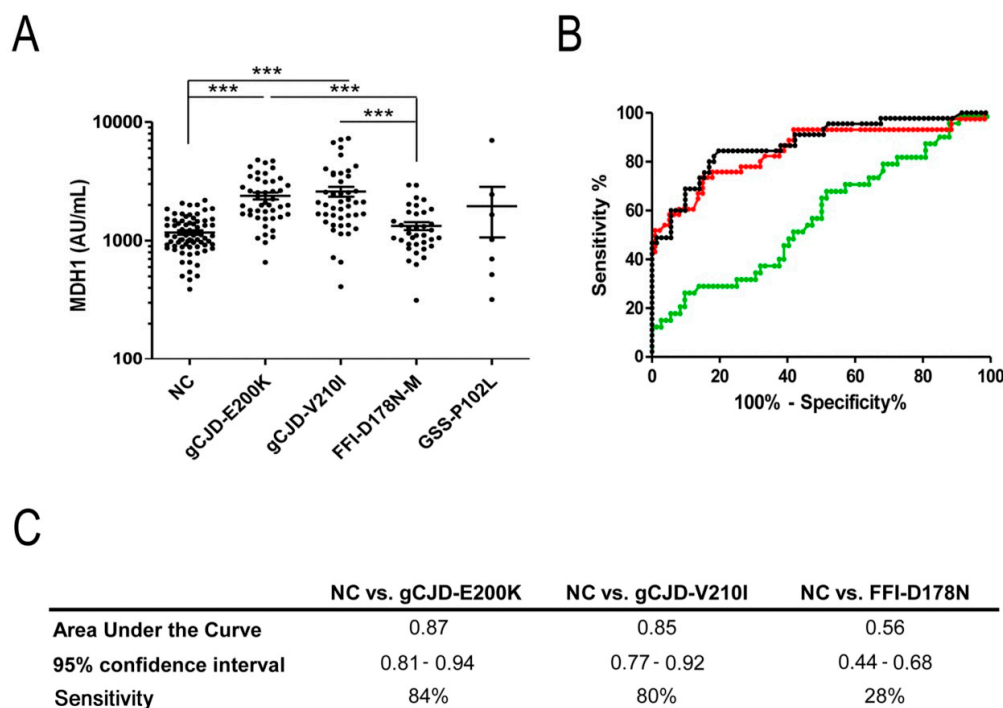 A
B
***
***
***
***
10000
1000
100
MDH1 (AU/mL)
NC
gCJD-E200K
gCJD-V210I
FFI-D178N-M
GSS-P102L
100
80
60
40
20
0
Sensitivity %
0 20 40 60 80 100
100% - Specificity%
C
NC vs. gCJD-E200K NC vs. gCJD-V210I NC vs. FFI-D178N
Area Under the Curve 0.87 0.85 0.56
95% confidence interval 0.81 - 0.94 0.77 - 0.92 0.44 - 0.68
Sensitivity 84% 80% 28%